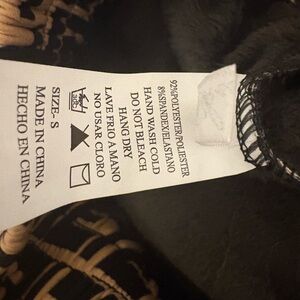 92%POLYESTER/POLIESTER
8%SPANDEX/ELASTANO
HAND WASH COLD
DO NOT BLEACH
HANG DRY
LAVE FRIO A MANO
NO USAR CLORO
SIZE: S
MADE IN CHINA
HECHO EN CHINA